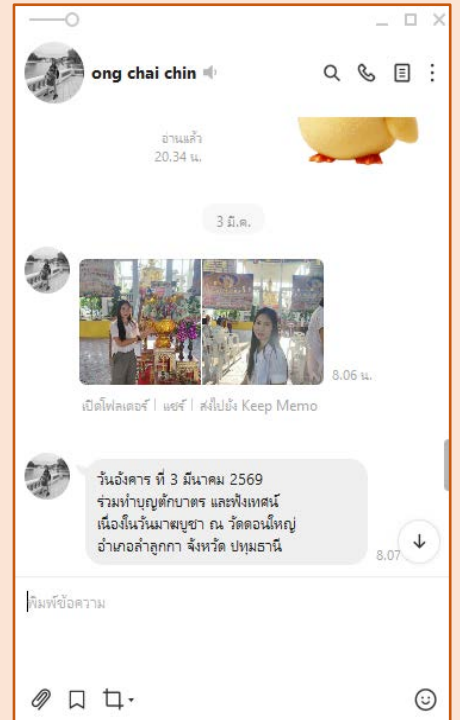 ong chai chin
อ่านแล้ว
20.34 น.
3 มี.ค.
8.06 น.
เปิดโฟลเดอร์ | แชร์ | ส่งไปยัง Keep Memo
วันอังคาร ที่ 3 มีนาคม 2569
ร่วมทำบุญตักบาตร และฟังเทศน์
เนื่องในวันมาฆบูชา ณ วัดดอนใหญ่
อำเภอลำลูกกา จังหวัด ปทุมธานี
8.07
พิมพ์ข้อความ